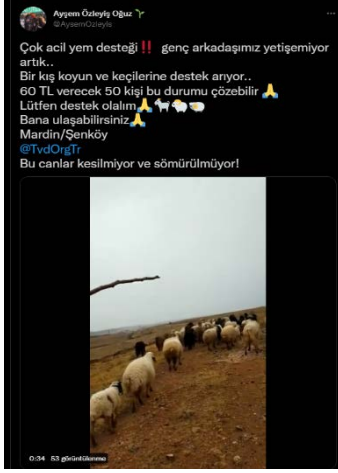 Ayşem Özleyiş Oğuz
@AysemOzleyis
Çok acil yem desteği‼️ genç arkadaşımız yetişemiyor
artık..
Bir kış koyun ve keçilerine destek arıyor..
60 TL verecek 50 kişi bu durumu çözebilir 🙏
Lütfen destek olalım🙏🐐🐑🐏
Bana ulaşabilirsiniz🙏
Mardin/Şenköy
@TvdOrgTr
Bu canlar kesilmiyor ve sömürülmüyor!
0:34 53 görüntülenme